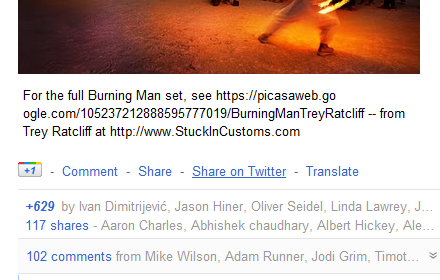 For the full Burning Man set, see https://picasaweb.go
ogle.com/105237212888595777019/BurningManTreyRatcliff -- from
Trey Ratcliff at http://www.StuckInCustoms.com
+1 - Comment - Share - Share on Twitter - Translate
+629 by Ivan Dimitrijević, Jason Hiner, Oliver Seidel, Linda Lawrey, J...
117 shares - Aaron Charles, Abhishek chaudhary, Albert Hickey, Ale...
102 comments from Mike Wilson, Adam Runner, Jodi Grim, Timot...